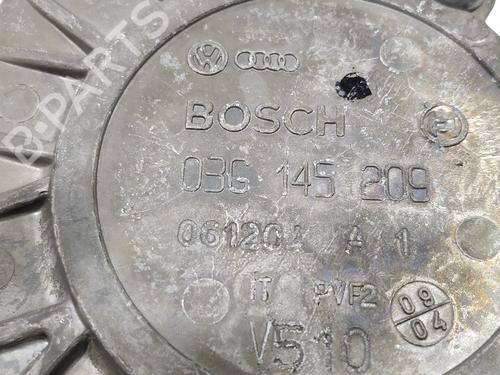 B-PARTS
BOSCH
03G 145 209
061204 A 1
IT PVF2
09
04
V510